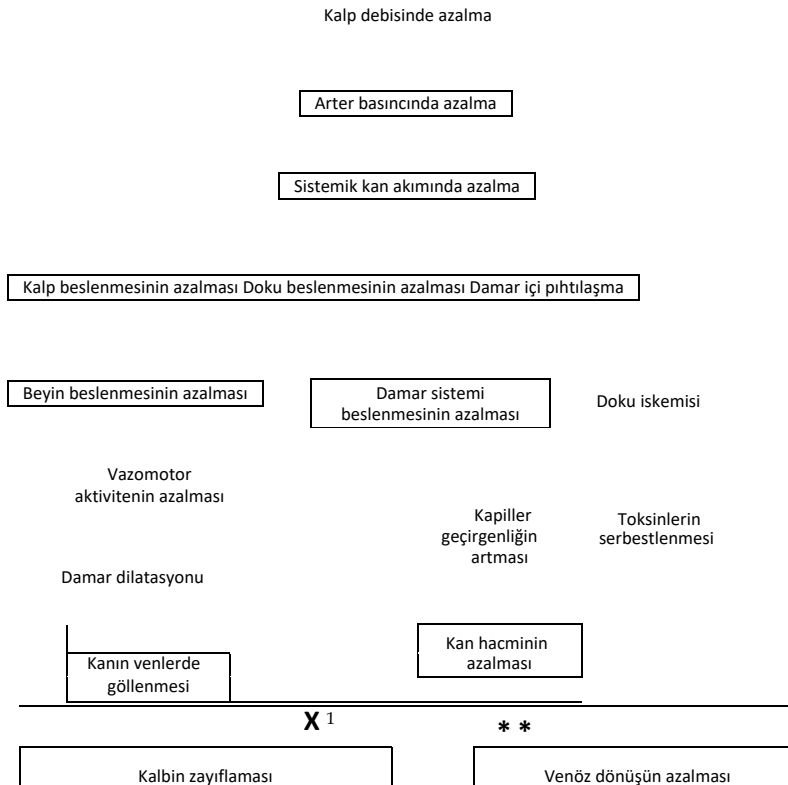 Kalp debisinde azalma
Arter basıncında azalma
Sistemik kan akımında azalma
Kalp beslenmesinin azalması Doku beslenmesinin azalması Damar içi pıhtılaşma
Beyin beslenmesinin azalması
Damar sistemi
beslenmesinin azalması
Doku iskemisi
Vazomotor
aktivitenin azalması
Kapiller
geçirgenliğin
artması
Toksinlerin
serbestlenmesi
Damar dilatasyonu
Kanın venlerde
göllenmesi
Kan hacminin
azalması
X 1
* *
Kalbin zayıflaması
Venöz dönüşün azalması